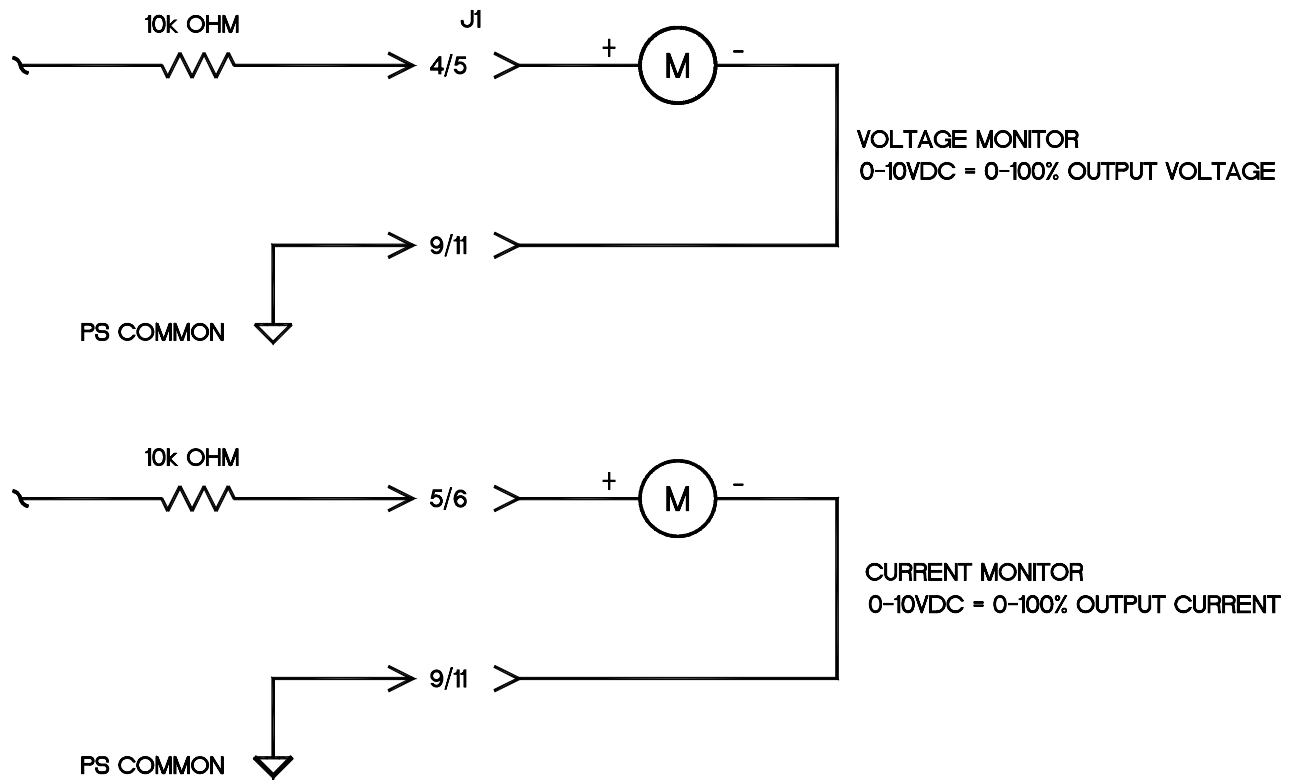 10k OHM
J1
4/5
+
M
-
VOLTAGE MONITOR
0-10VDC = 0-100% OUTPUT VOLTAGE
9/11
PS COMMON
10k OHM
5/6
+
M
-
CURRENT MONITOR
0-10VDC = 0-100% OUTPUT CURRENT
9/11
PS COMMON